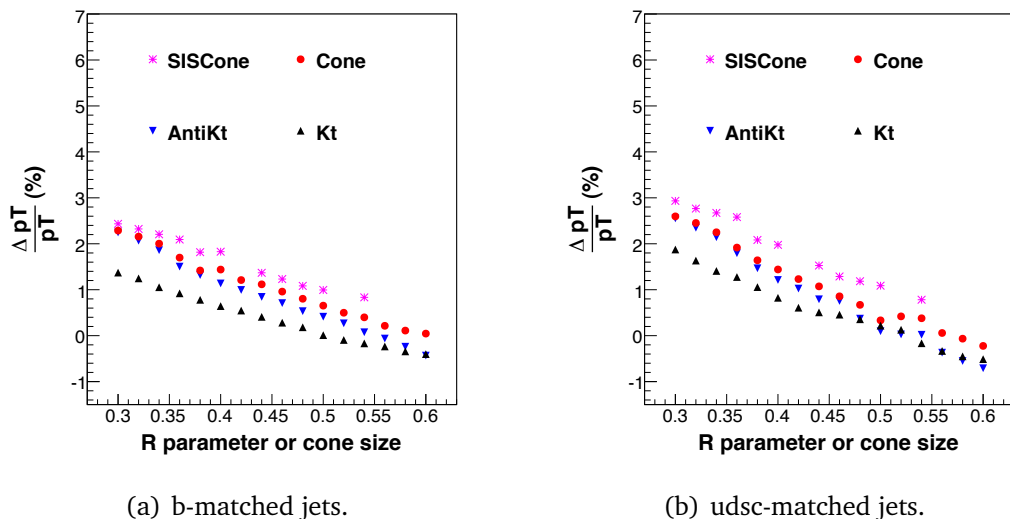 7
6
5
4
3
2
1
0
-1
Δ pT
pT
(%)
SISCone
Cone
AntiKt
Kt
0.3 0.35 0.4 0.45 0.5 0.55 0.6
R parameter or cone size
(a) b-matched jets.
7
6
5
4
3
2
1
0
-1
Δ pT
pT
(%)
SISCone
Cone
AntiKt
Kt
0.3 0.35 0.4 0.45 0.5 0.55 0.6
R parameter or cone size
(b) udsc-matched jets.